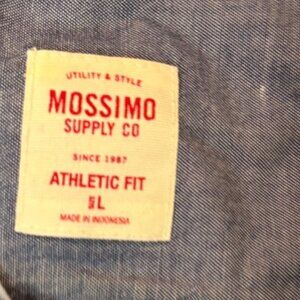 UTILITY & STYLE
MOSSIMO
SUPPLY CO
SINCE 1987
ATHLETIC FIT
L
MADE IN INDONESIA